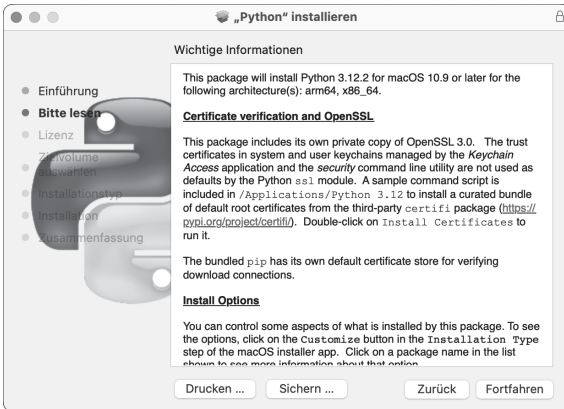 „Python“ installieren
Wichtige Informationen
Einführung
Bitte lesen
Lizenz
Zielvolume
auswählen
Installationstyp
Installation
Zusammenfassung
This package will install Python 3.12.2 for macOS 10.9 or later for the
following architecture(s): arm64, x86_64.
Certificate verification and OpenSSL
This package includes its own private copy of OpenSSL 3.0. The trust
certificates in system and user keychains managed by the Keychain
Access application and the security command line utility are not used as
defaults by the Python ssl module. A sample command script is
included in /Applications/Python 3.12 to install a curated bundle
of default root certificates from the third-party certifi package (https://
pypi.org/project/certifi/). Double-click on Install Certificates to
run it.
The bundled pip has its own default certificate store for verifying
download connections.
Install Options
You can control some aspects of what is installed by this package. To see
the options, click on the Customize button in the Installation Type
step of the macOS installer app. Click on a package name in the list
shown to see more information about that option
Drucken ...
Sichern ...
Zurück
Fortfahren